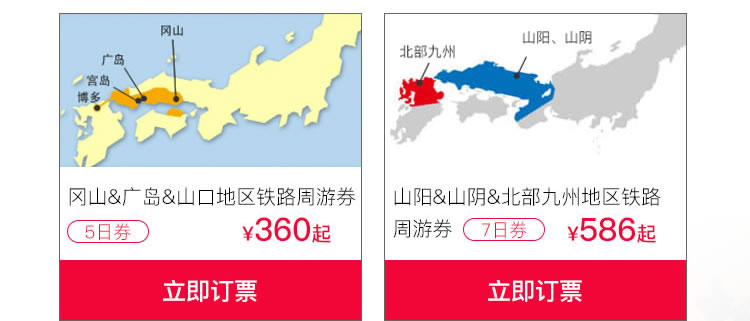 冈山
广岛
宫岛
博多
冈山&广岛&山口地区铁路周游券
5日券
¥360起
立即订票
山阳、山阴
北部九州
山阳&山阴&北部九州地区铁路
周游券 7日券 ¥586起
立即订票